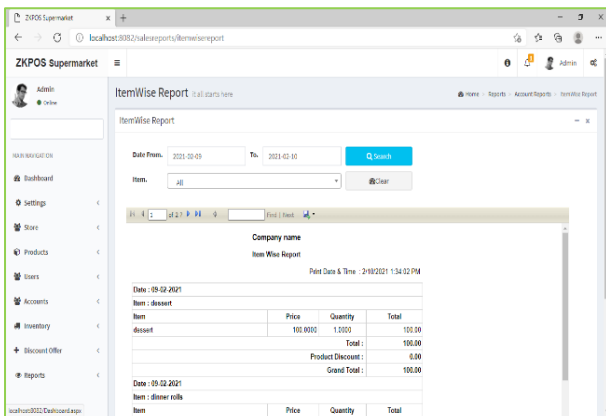 ZKPOS Supermarket
localhost:8082/salesreports/itemwisereport
ZKPOS Supermarket
Admin
Admin
Online
ItemWise Report it all starts here
Home > Reports > Account Reports > ItemWise Report
ItemWise Report
MAIN NAVIGATION
Dashboard
Settings
Store
Products
Users
Accounts
Inventory
Discount Offer
Reports
Date From. 2021-02-09 To. 2021-02-10 Search
Item. All Clear
1 of 2 ? Find | Next
Company name
Item Wise Report
Print Date & Time : 2/10/2021 1:34:02 PM
Date : 09-02-2021
Item : dessert
Item Price Quantity Total
dessert 100.0000 1.0000 100.00
Total : 100.00
Product Discount : 0.00
Grand Total : 100.00
Date : 09-02-2021
Item : dinner rolls
Item Price Quantity Total
localhost:8082/Dashboard.aspx